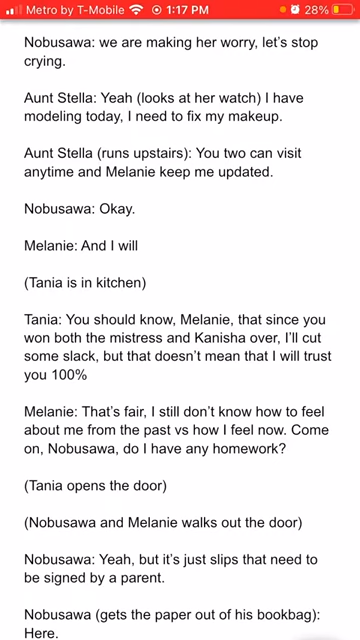 Metro by T-Mobile 1:17 PM 28%
Nobusawa: we are making her worry, let's stop
crying.
Aunt Stella: Yeah (looks at her watch) I have
modeling today, I need to fix my makeup.
Aunt Stella (runs upstairs): You two can visit
anytime and Melanie keep me updated.
Nobusawa: Okay.
Melanie: And I will
(Tania is in kitchen)
Tania: You should know, Melanie, that since you
won both the mistress and Kanisha over, I'll cut
some slack, but that doesn't mean that I will trust
you 100%
Melanie: That's fair, I still don't know how to feel
about me from the past vs how I feel now. Come
on, Nobusawa, do I have any homework?
(Tania opens the door)
(Nobusawa and Melanie walks out the door)
Nobusawa: Yeah, but it's just slips that need to
be signed by a parent.
Nobusawa (gets the paper out of his bookbag):
Here.